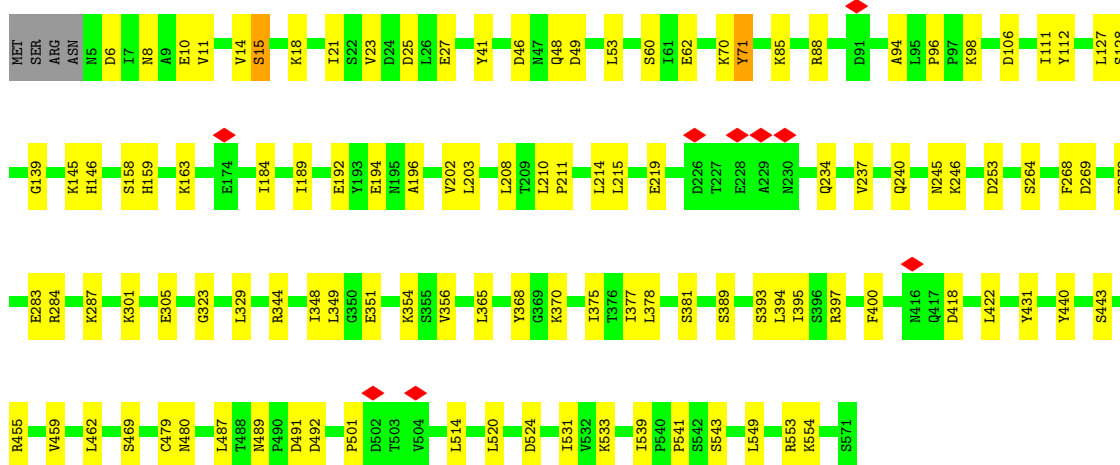 MET SER ARG ASN N5 D6 I7 N8 A9 E10 V11 V14 S15 K18 I21 S22 V23 D24 D25 L26 E27 Y41 D46 N47 Q48 D49 L53 S60 I61 E62 K70 Y71 K85 R88 D91 A94 L95 P96 P97 K98 D106 I111 Y112 L127 S128
G139 K145 H146 S158 H159 K163 E174 I184 I189 E192 Y193 E194 N195 A196 V202 L203 L208 T209 L210 P211 L214 L215 E219 D226 T227 E228 A229 N230 Q234 V237 Q240 N245 K246 D253 S264 F268 D269
E283 R284 K287 K301 E305 G323 L329 R344 I348 L349 G350 E351 K354 S355 V356 L365 Y368 G369 K370 I375 T376 I377 L378 S381 S389 S393 L394 I395 S396 R397 F400 N416 Q417 D418 L422 Y431 Y440 S443
R455 V459 L462 S469 C479 N480 L487 T488 N489 P490 D491 D492 P501 D502 T503 V504 L514 L520 D524 I531 V532 K533 I539 P540 P541 S542 S543 L549 R553 K554 S571